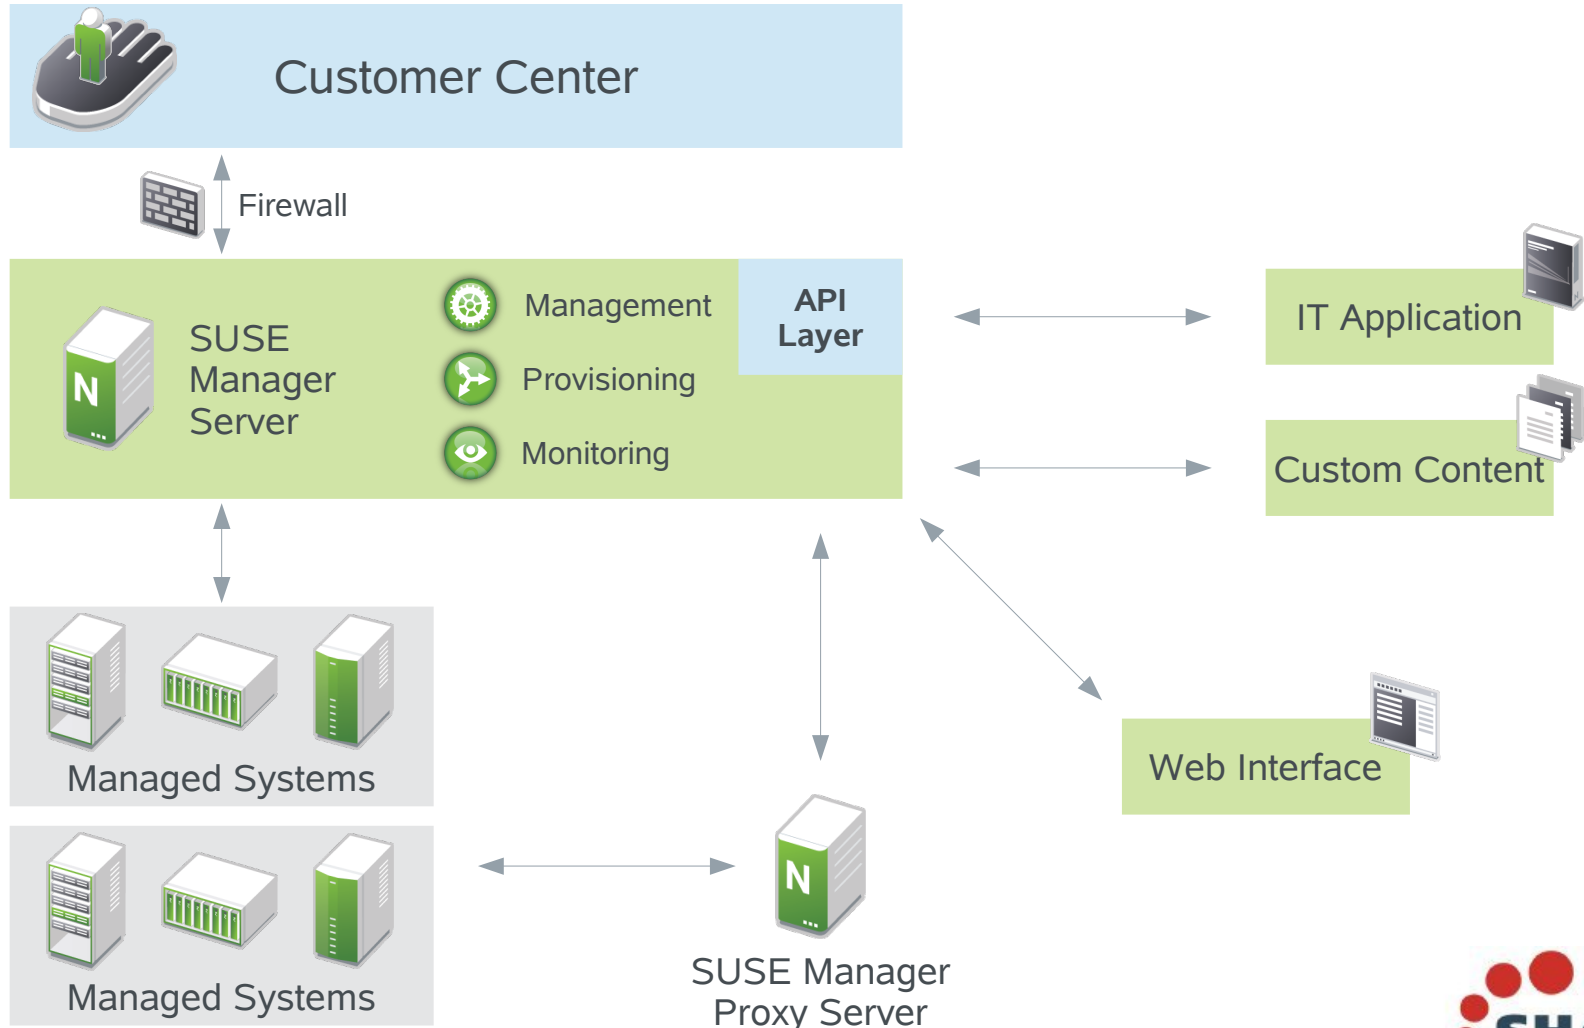 Customer Center
Firewall
SUSE
Manager
Server
N
Management
Provisioning
Monitoring
API
Layer
IT Application
Custom Content
Managed Systems
Web Interface
Managed Systems
N
SUSE Manager
Proxy Server